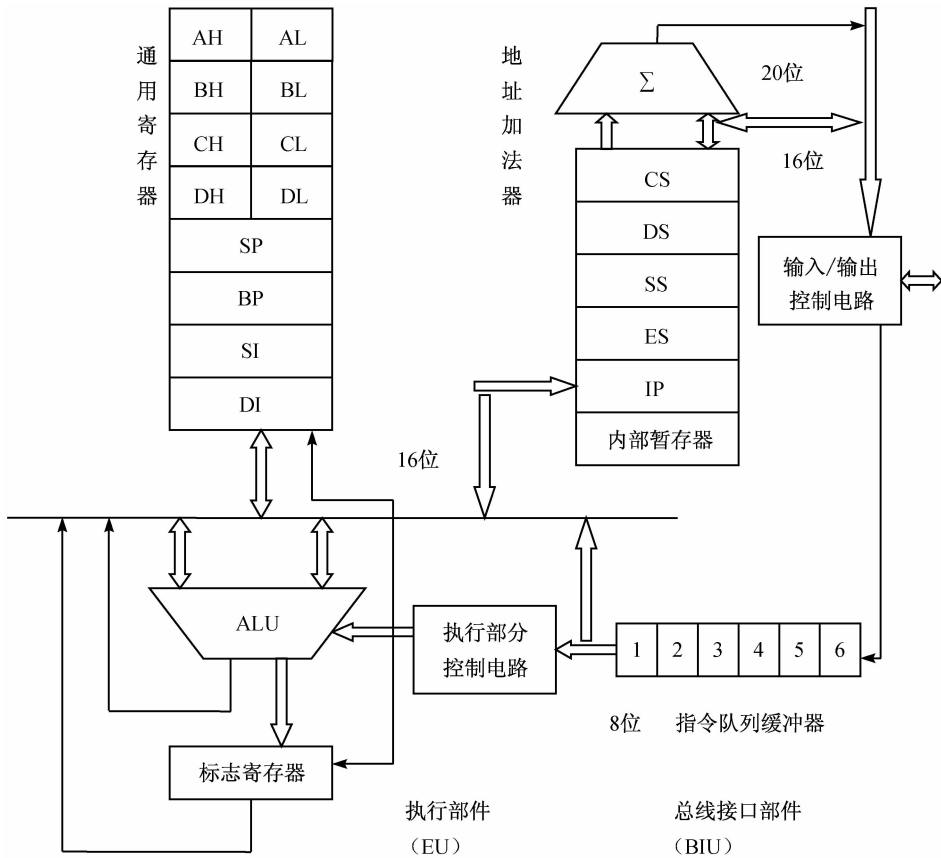 通用寄存器
AH AL
BH BL
CH CL
DH DL
SP
BP
SI
DI
地址加法器
Σ
20位
16位
CS
DS
SS
ES
IP
内部暂存器
输入/输出
控制电路
16位
ALU
执行部分
控制电路
1 2 3 4 5 6
8位 指令队列缓冲器
标志寄存器
执行部件
（EU）
总线接口部件
（BIU）